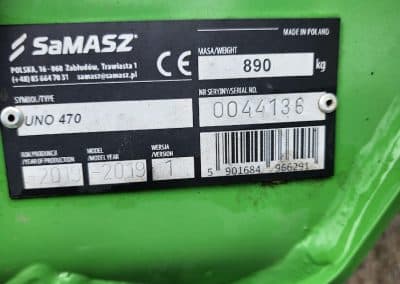 SaMASZ
MADE IN POLAND
POLSKA, 16-060 Zabłudów, Trawiasta 1
(+48) 85 664 70 31 samasz@samasz.pl
CE
MASA/WEIGHT
890 kg
SYMBOL/TYPE
UNO 470
NR SERYJNY/SERIAL NO.
0044136
ROK PRODUKCJI
/YEAR OF PRODUCTION
MODEL
/MODEL YEAR
WERSJA
/VERSION
2019
2019
1
5 901684 966291